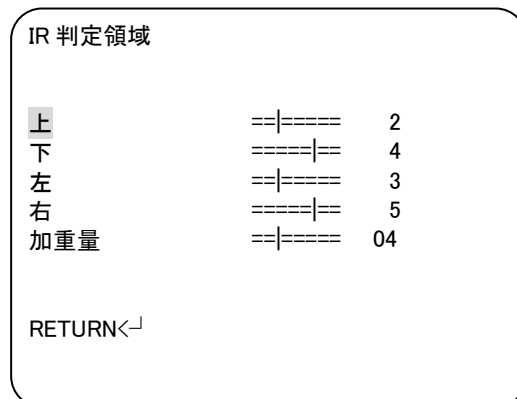 IR 判定領域
上 ==|===== 2
下 =====|== 4
左 ==|===== 3
右 =====|== 5
加重量 ==|===== 04
RETURN<┘